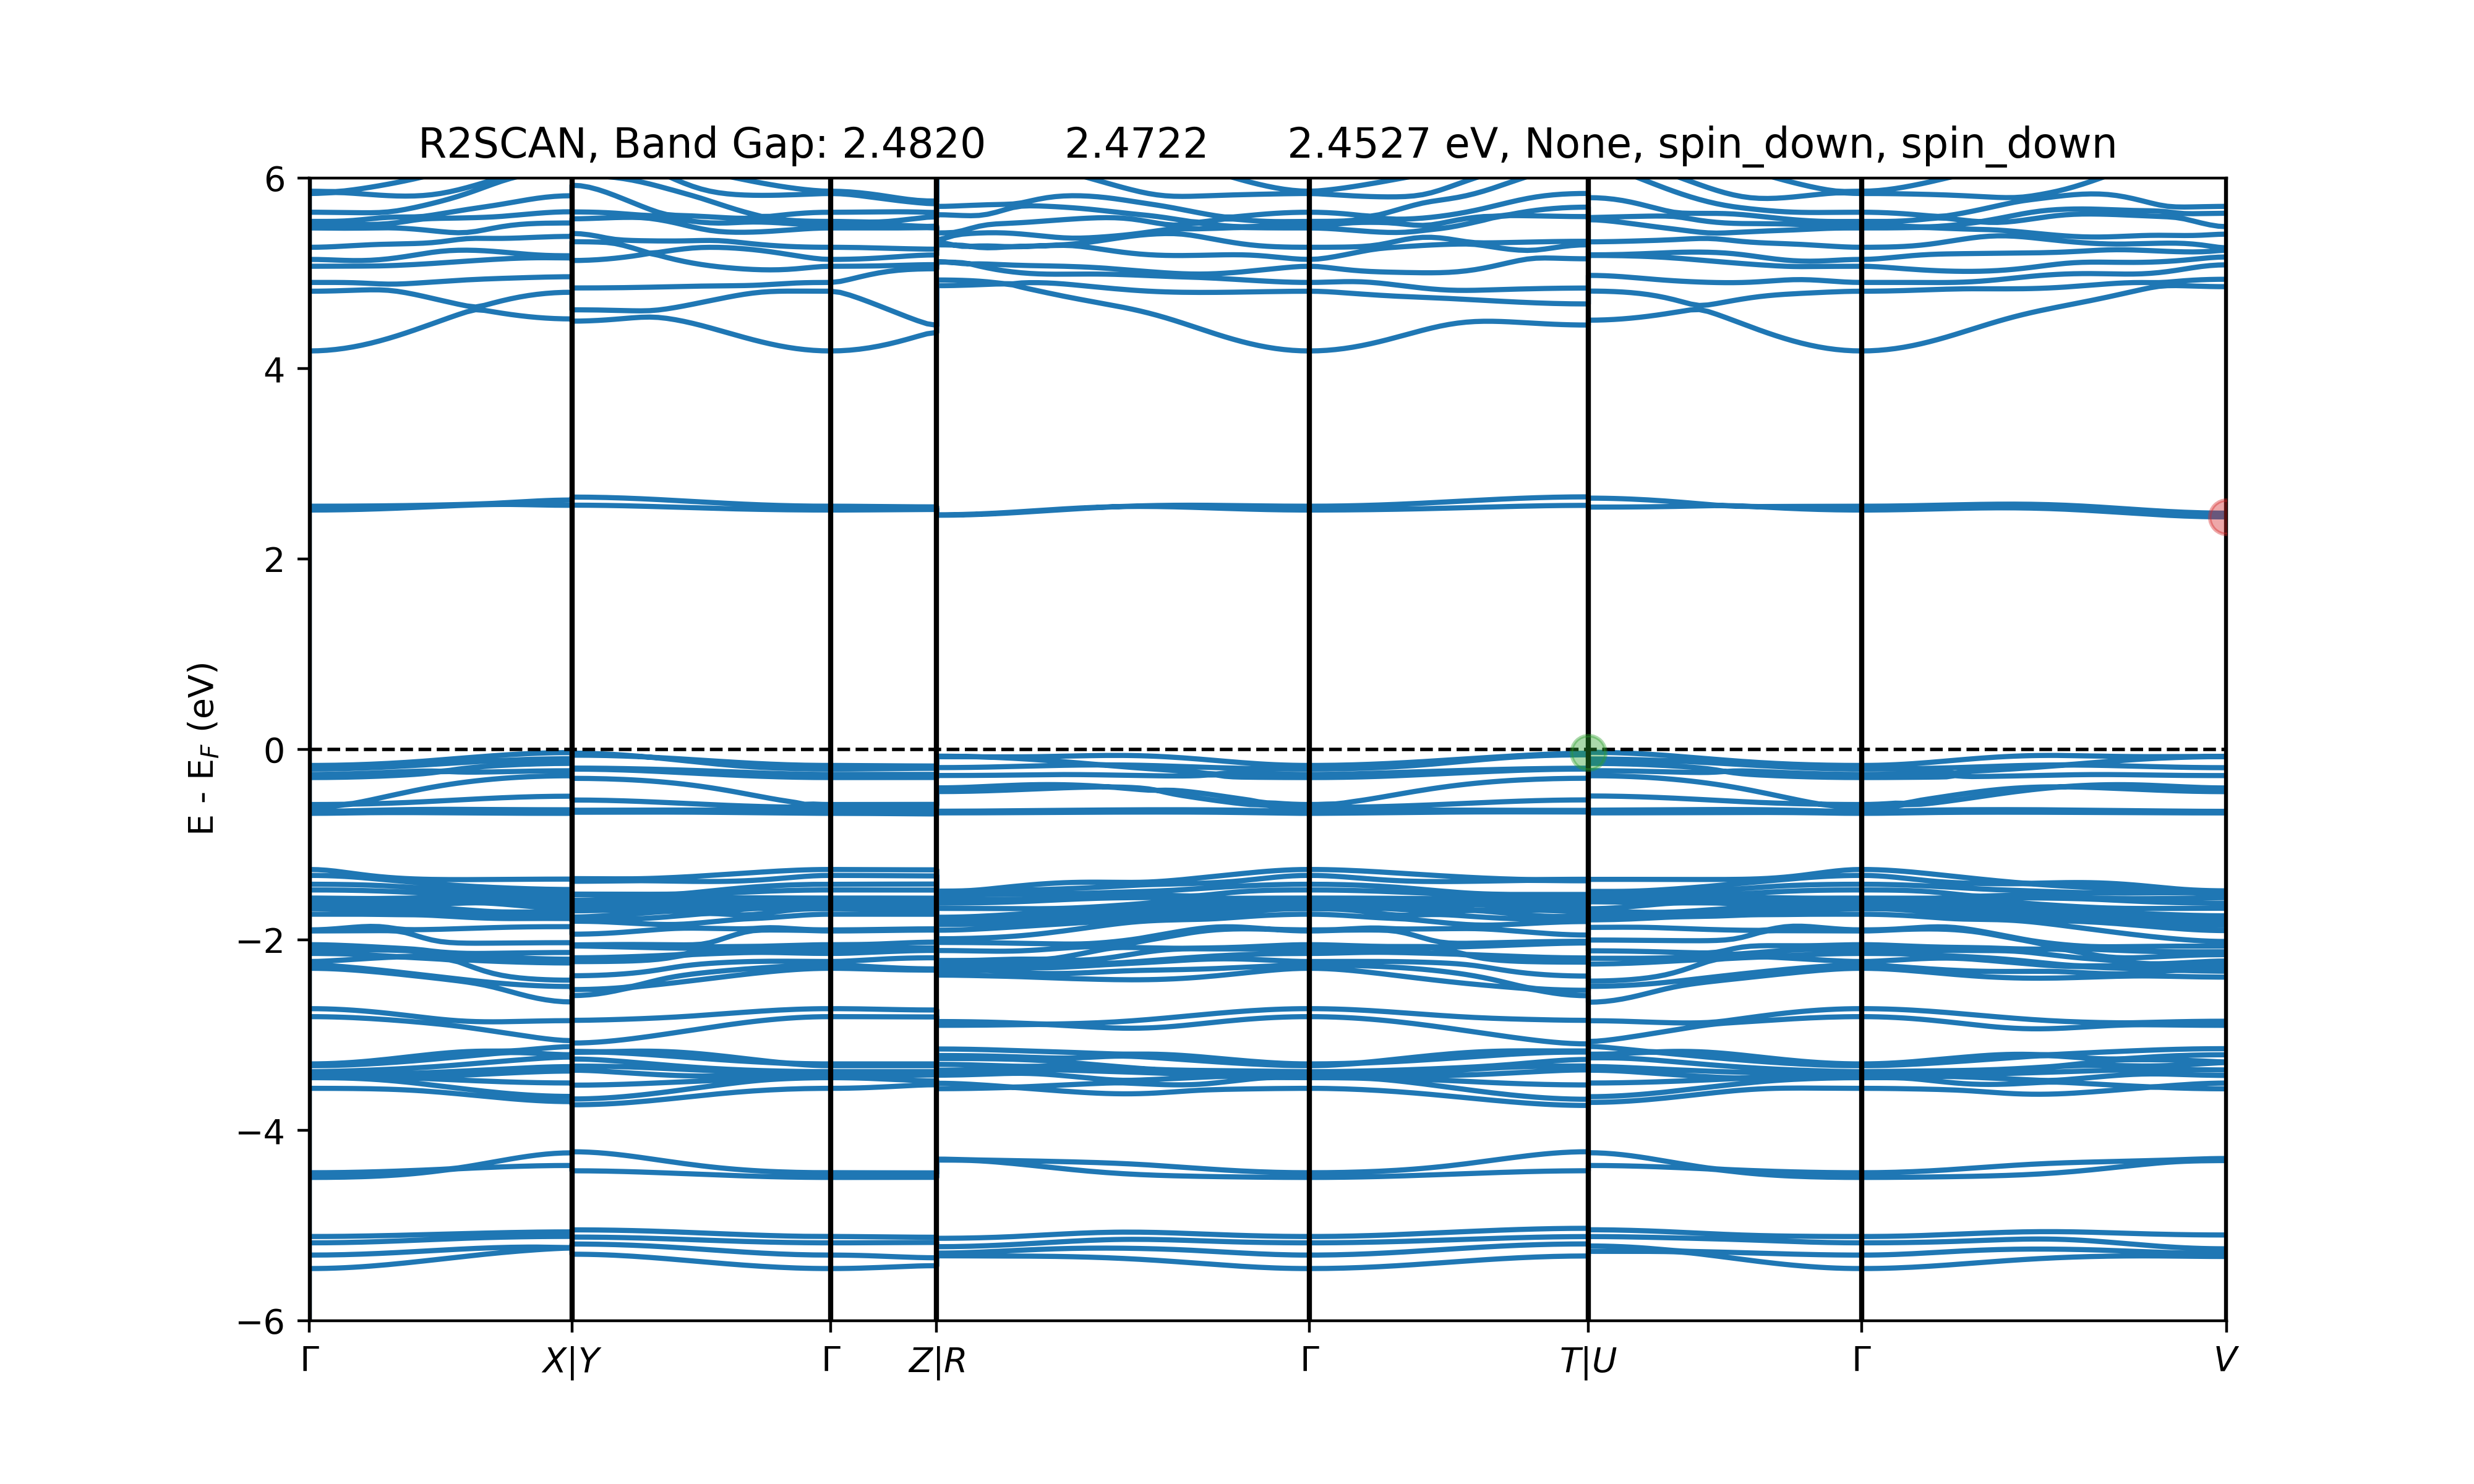 R2SCAN, Band Gap: 2.4820 2.4722 2.4527 eV, None, spin_down, spin_down
6
4
2
0
−2
−4
−6
E - E_F (eV)
Γ X|Y Γ Z|R Γ T|U Γ V